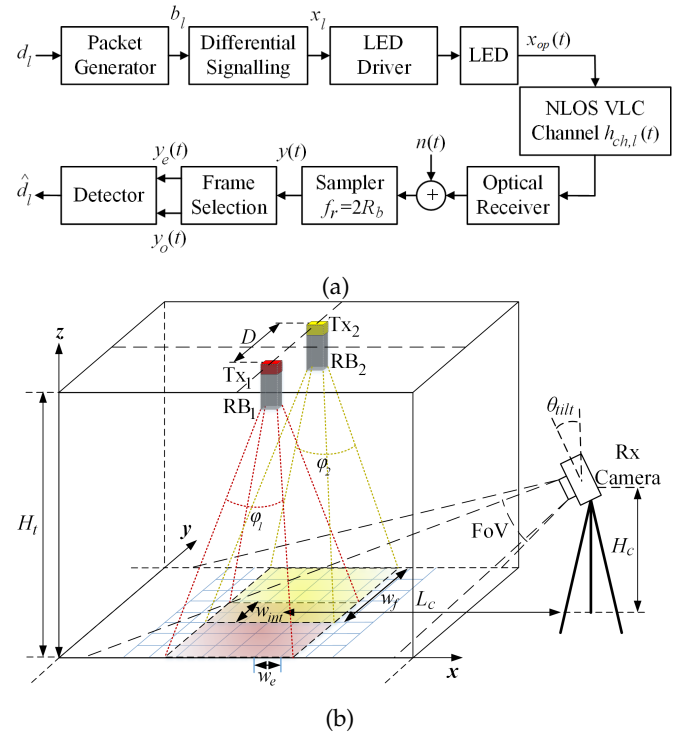 d_l
Packet Generator
b_l
Differential Signalling
x_l
LED Driver
LED
x_op(t)
NLOS VLC Channel h_ch,l(t)
Optical Receiver
n(t)
+
Sampler f_r=2R_b
y(t)
Frame Selection
y_e(t)
y_o(t)
Detector
d̂_l
(a)
z
D
Tx_2
RB_2
Tx_1
RB_1
θ_tilt
Rx Camera
φ_2
φ_1
H_t
y
FoV
H_c
w_int
w_f
L_c
w_e
x
(b)